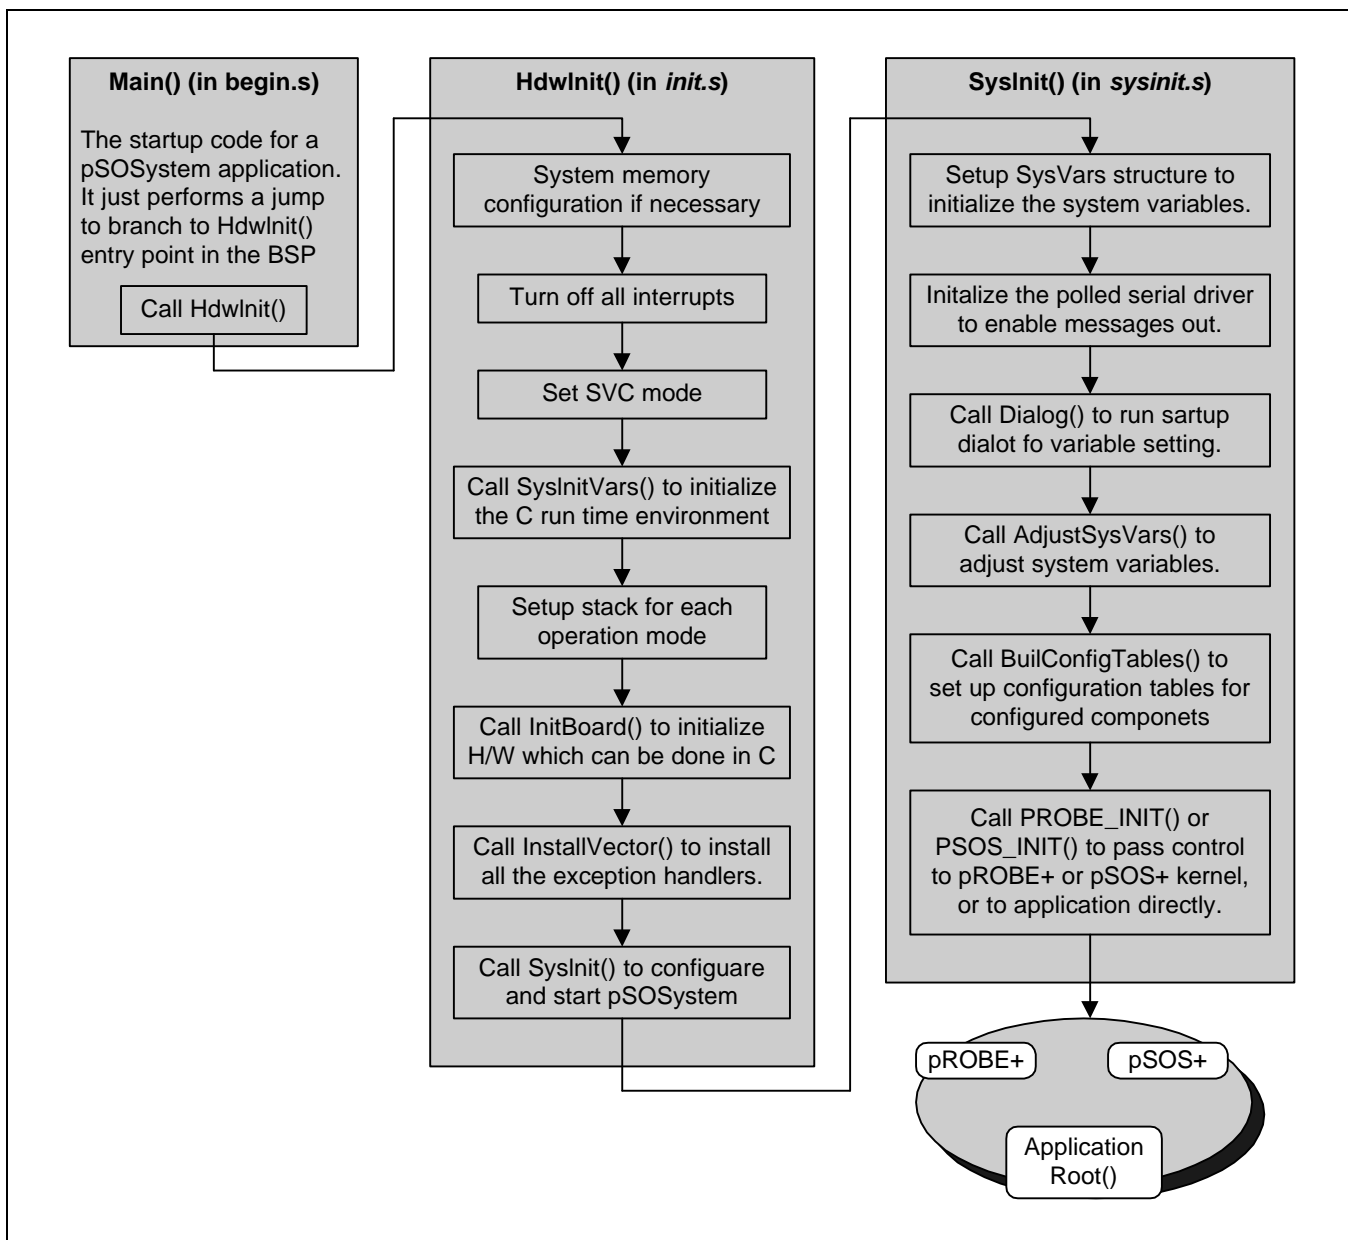 Main() (in begin.s)
The startup code for a
pSOSystem application.
It just performs a jump
to branch to HdwInit()
entry point in the BSP
Call HdwInit()
HdwInit() (in init.s)
System memory
configuration if necessary
Turn off all interrupts
Set SVC mode
Call SysInitVars() to initialize
the C run time environment
Setup stack for each
operation mode
Call InitBoard() to initialize
H/W which can be done in C
Call InstallVector() to install
all the exception handlers.
Call SysInit() to configuare
and start pSOSystem
SysInit() (in sysinit.s)
Setup SysVars structure to
initialize the system variables.
Initalize the polled serial driver
to enable messages out.
Call Dialog() to run sartup
dialot fo variable setting.
Call AdjustSysVars() to
adjust system variables.
Call BuilConfigTables() to
set up configuration tables for
configured componets
Call PROBE_INIT() or
PSOS_INIT() to pass control
to pROBE+ or pSOS+ kernel,
or to application directly.
pROBE+
pSOS+
Application
Root()